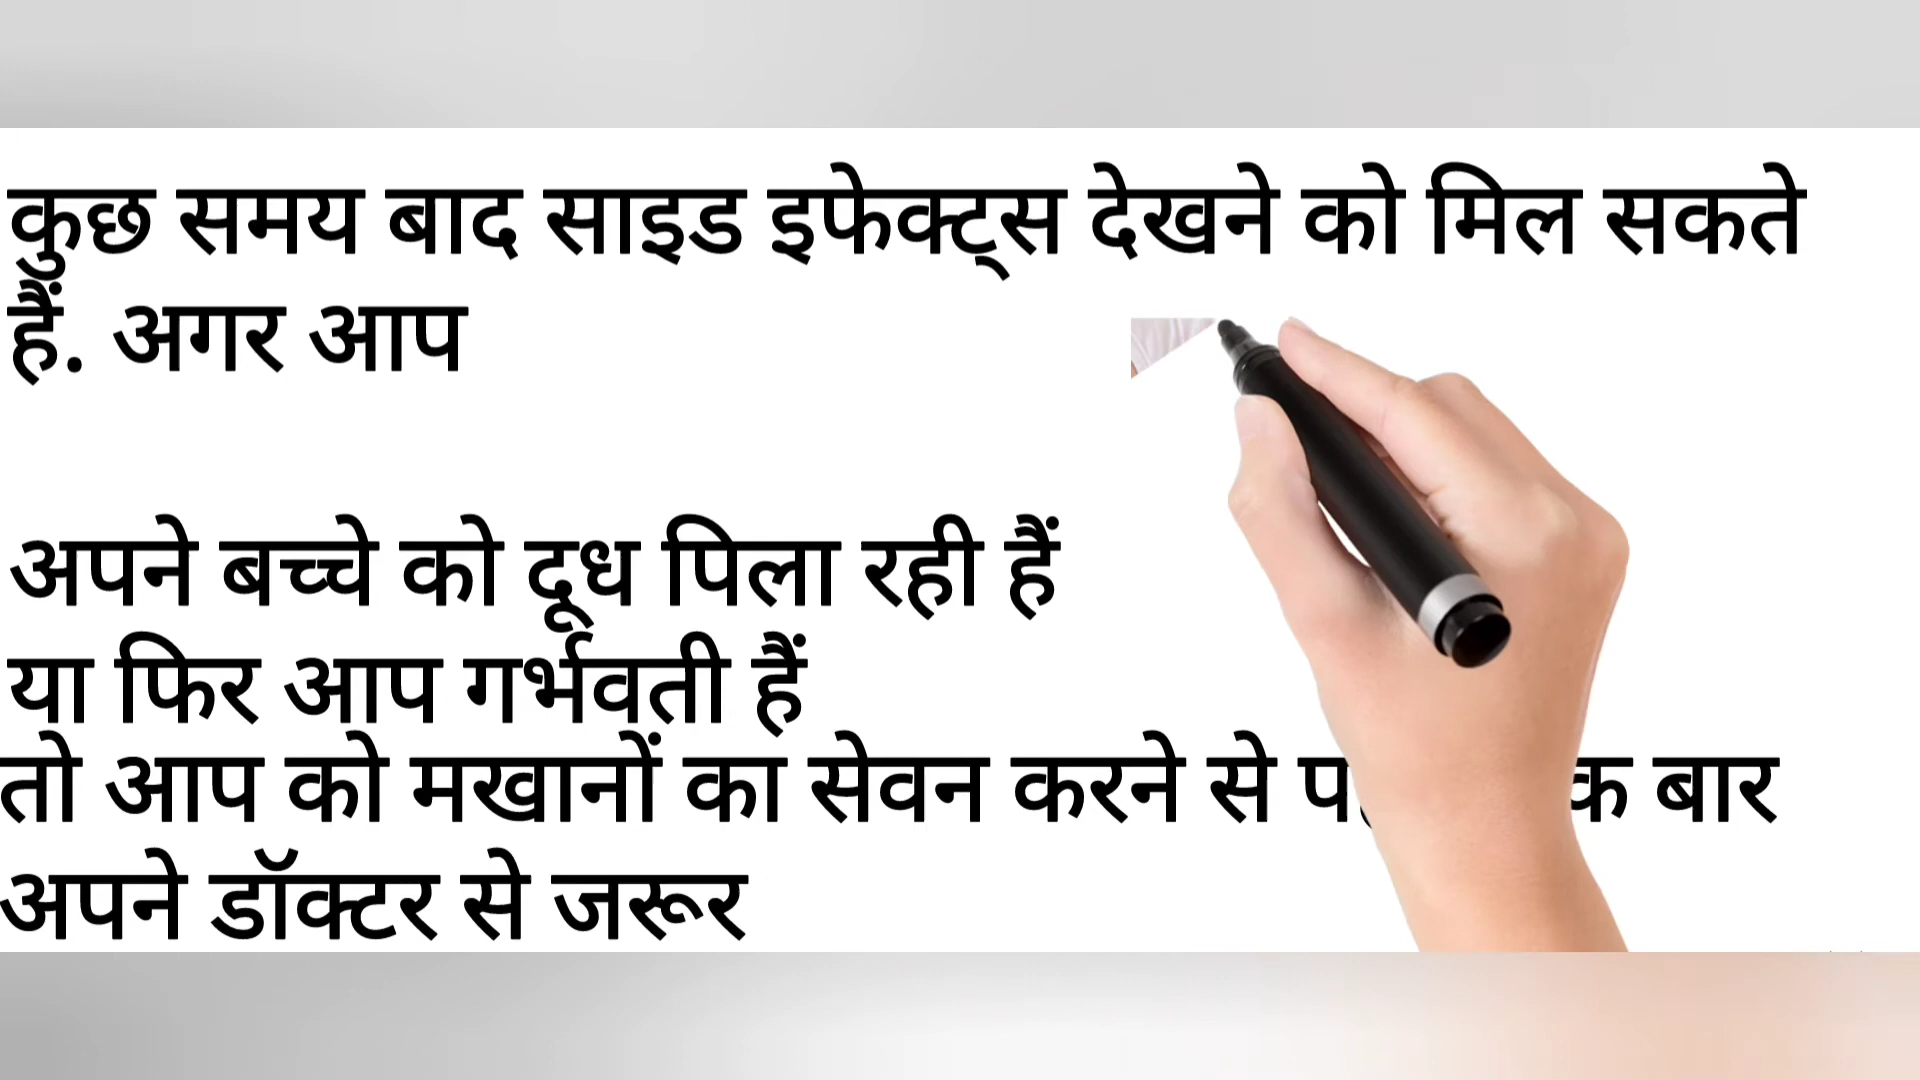 कुछ समय बाद साइड इफेक्ट्स देखने को मिल सकते
हैं. अगर आप
अपने बच्चे को दूध पिला रही हैं
या फिर आप गर्भवती हैं
तो आप को मखानों का सेवन करने से बार
अपने डॉक्टर से जरूर